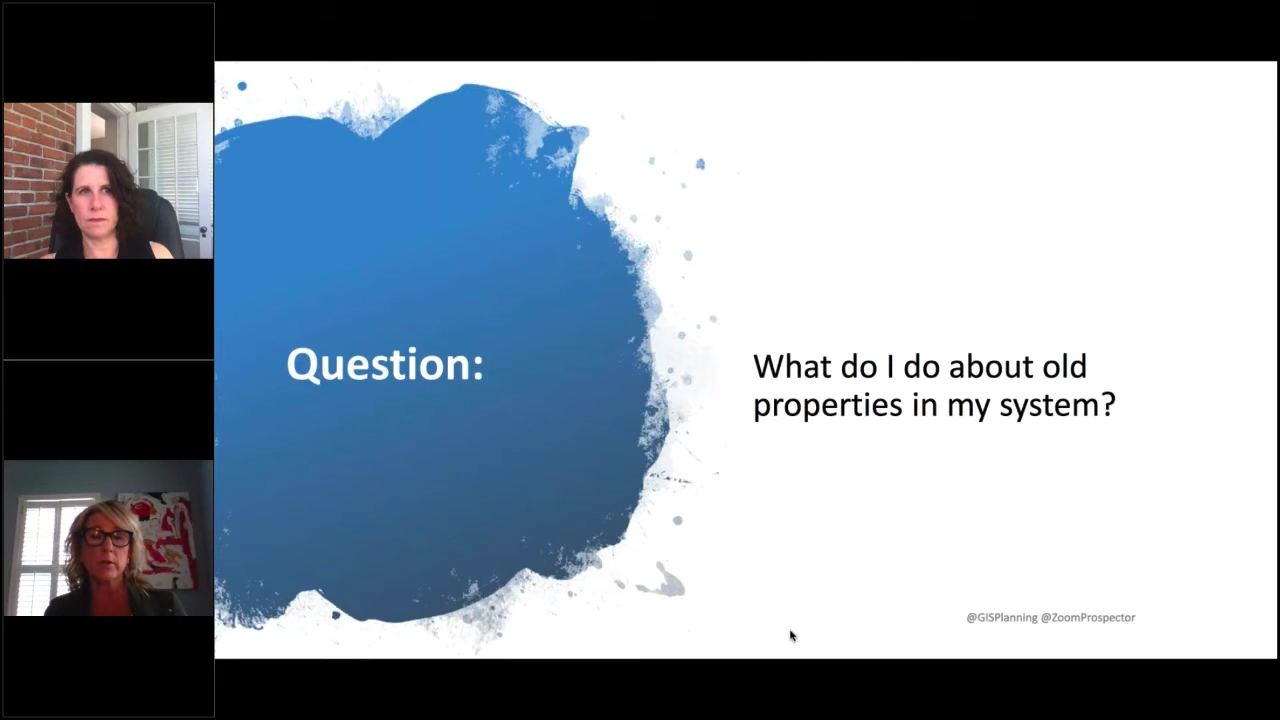 Question:
What do I do about old
properties in my system?
@GISPlanning @ZoomProspector